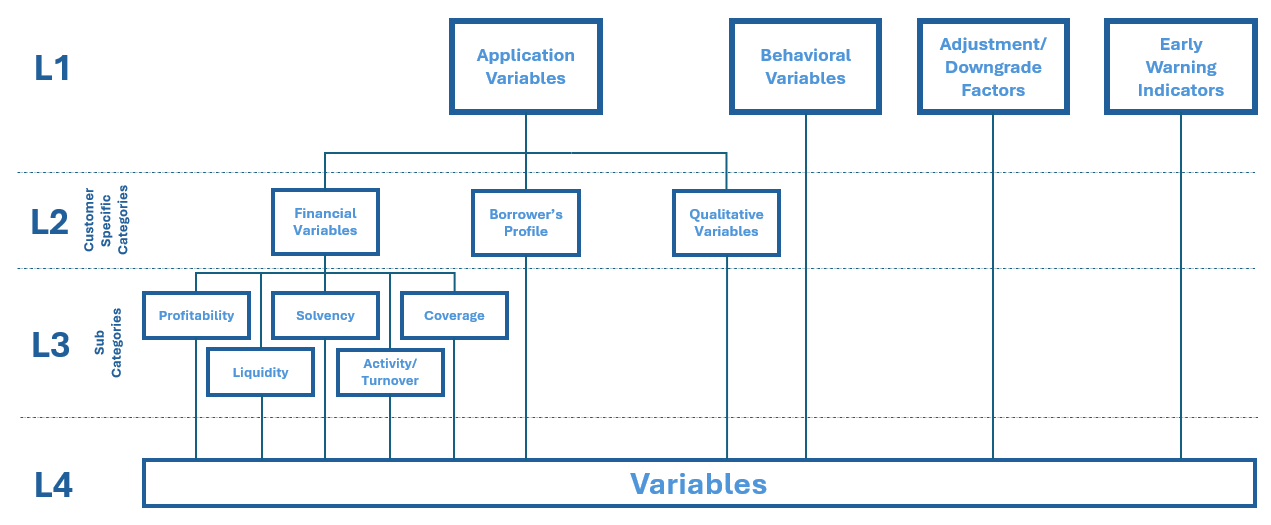 L1
Application
Variables
Behavioral
Variables
Adjustment/
Downgrade
Factors
Early
Warning
Indicators
L2
Customer
Specific
Categories
Financial
Variables
Borrower’s
Profile
Qualitative
Variables
L3
Sub
Categories
Profitability
Solvency
Coverage
Liquidity
Activity/
Turnover
L4
Variables